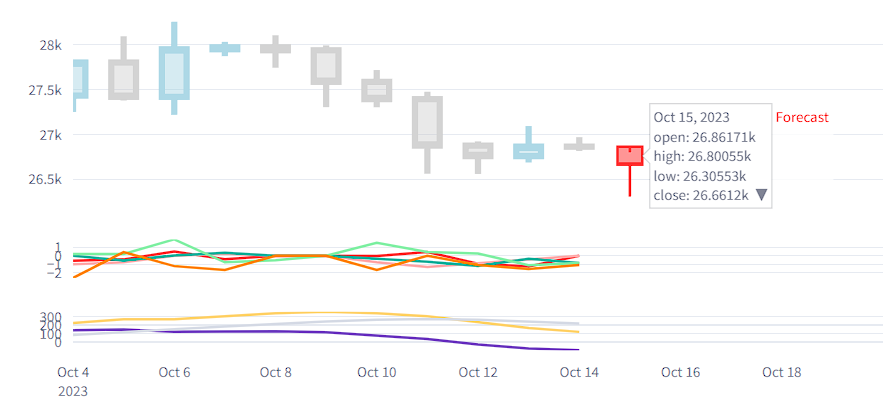 28k
27.5k
27k
26.5k
Oct 15, 2023
open: 26.86171k
high: 26.80055k
low: 26.30553k
close: 26.6612k ▼
Forecast
1
0
−1
−2
300
200
100
0
Oct 4 Oct 6 Oct 8 Oct 10 Oct 12 Oct 14 Oct 16 Oct 18
2023